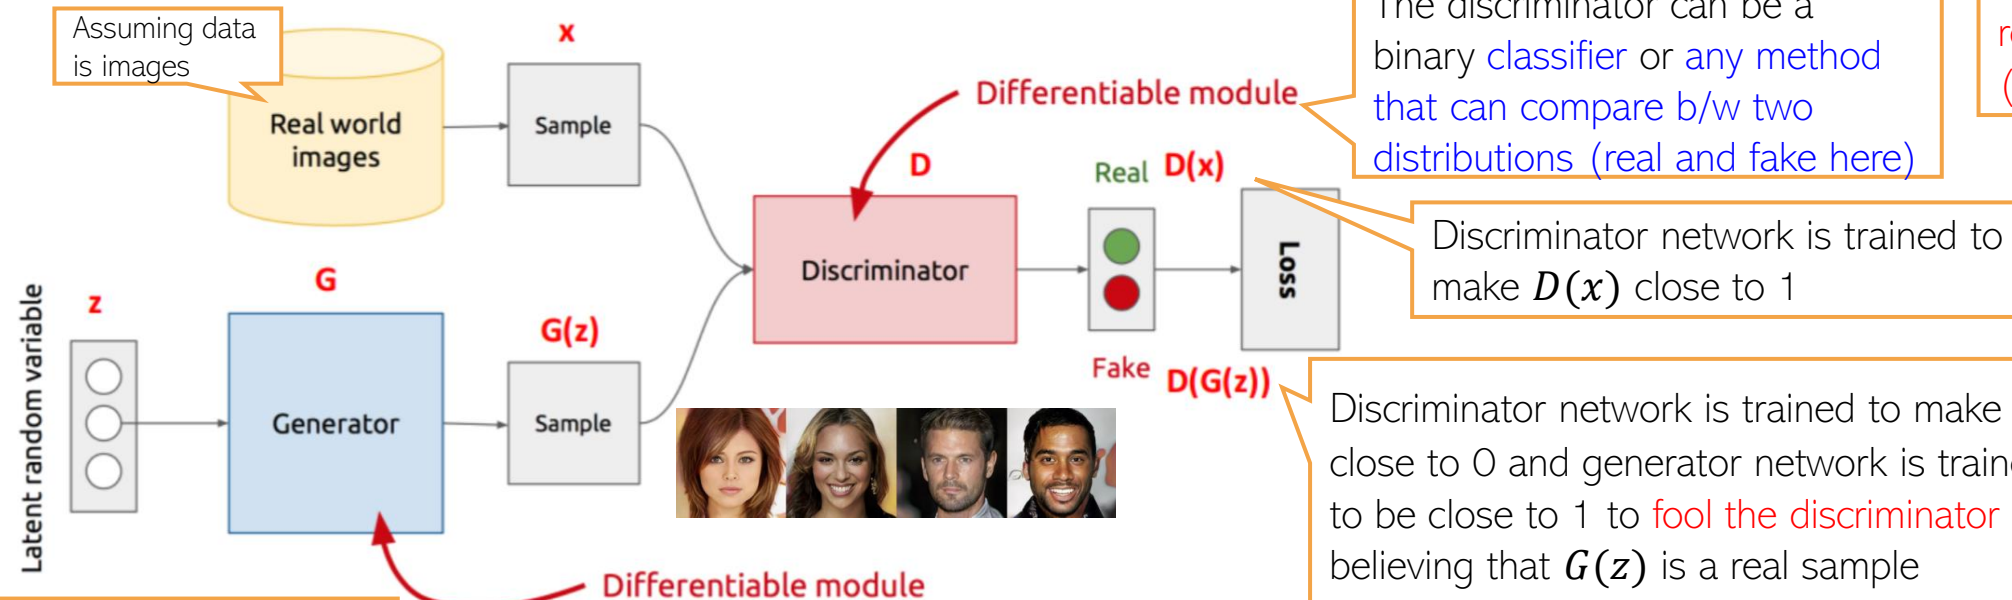 Assuming data
is images
Real world
images
x
Sample
Differentiable module
D
Discriminator
Real D(x)
Loss
Fake D(G(z))
Latent random variable
z
G
Generator
G(z)
Sample
Differentiable module
The discriminator can be a
binary classifier or any method
that can compare b/w two
distributions (real and fake here)
Discriminator network is trained to
make D(x) close to 1
Discriminator network is trained to make
close to 0 and generator network is
to be close to 1 to fool the discriminator
believing that G(z) is a real sample